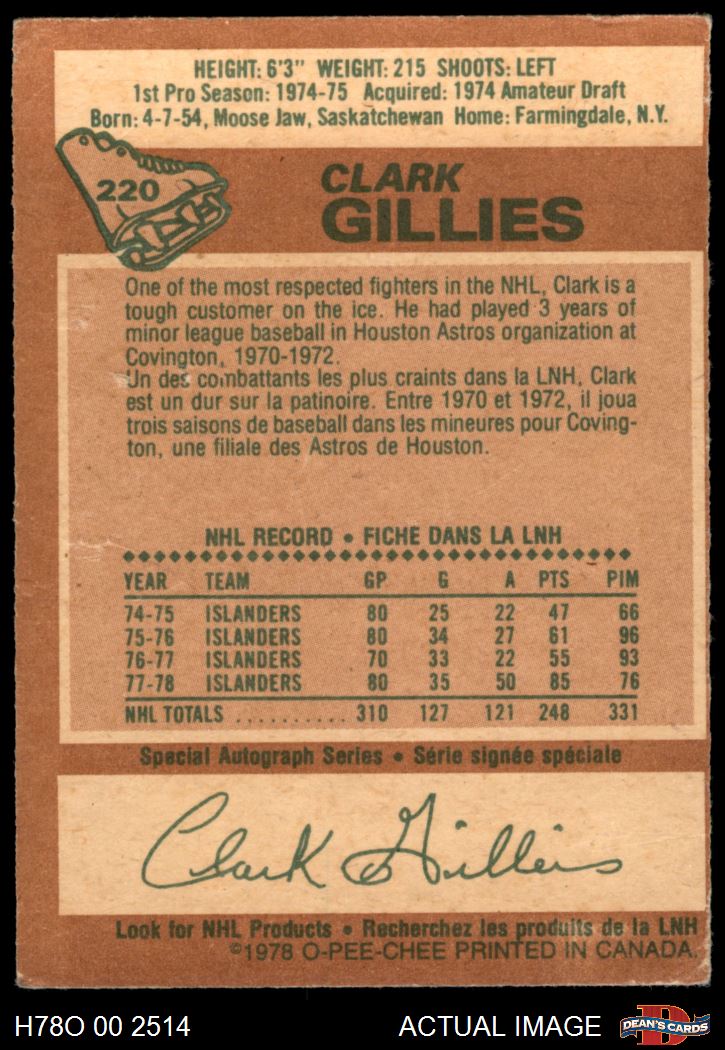 HEIGHT: 6'3" WEIGHT: 215 SHOOTS: LEFT
1st Pro Season: 1974-75 Acquired: 1974 Amateur Draft
Born: 4-7-54, Moose Jaw, Saskatchewan Home: Farmingdale, N.Y.
220
CLARK
GILLIES
One of the most respected fighters in the NHL, Clark is a
tough customer on the ice. He had played 3 years of
minor league baseball in Houston Astros organization at
Covington, 1970-1972.
Un des combattants les plus craints dans la LNH, Clark
est un dur sur la patinoire. Entre 1970 et 1972, il joua
trois saisons de baseball dans les mineures pour Coving-
ton, une filiale des Astros de Houston.
NHL RECORD • FICHE DANS LA LNH
YEAR TEAM GP G A PTS PIM
74-75 ISLANDERS 80 25 22 47 66
75-76 ISLANDERS 80 34 27 61 96
76-77 ISLANDERS 70 33 22 55 93
77-78 ISLANDERS 80 35 50 85 76
NHL TOTALS .......... 310 127 121 248 331
Special Autograph Series • Série signée spéciale
Clark Gillies
Look for NHL Products • Recherchez les produits de la LNH
©1978 O-PEE-CHEE PRINTED IN CANADA.
H78O 00 2514 ACTUAL IMAGE D DEAN'S CARDS